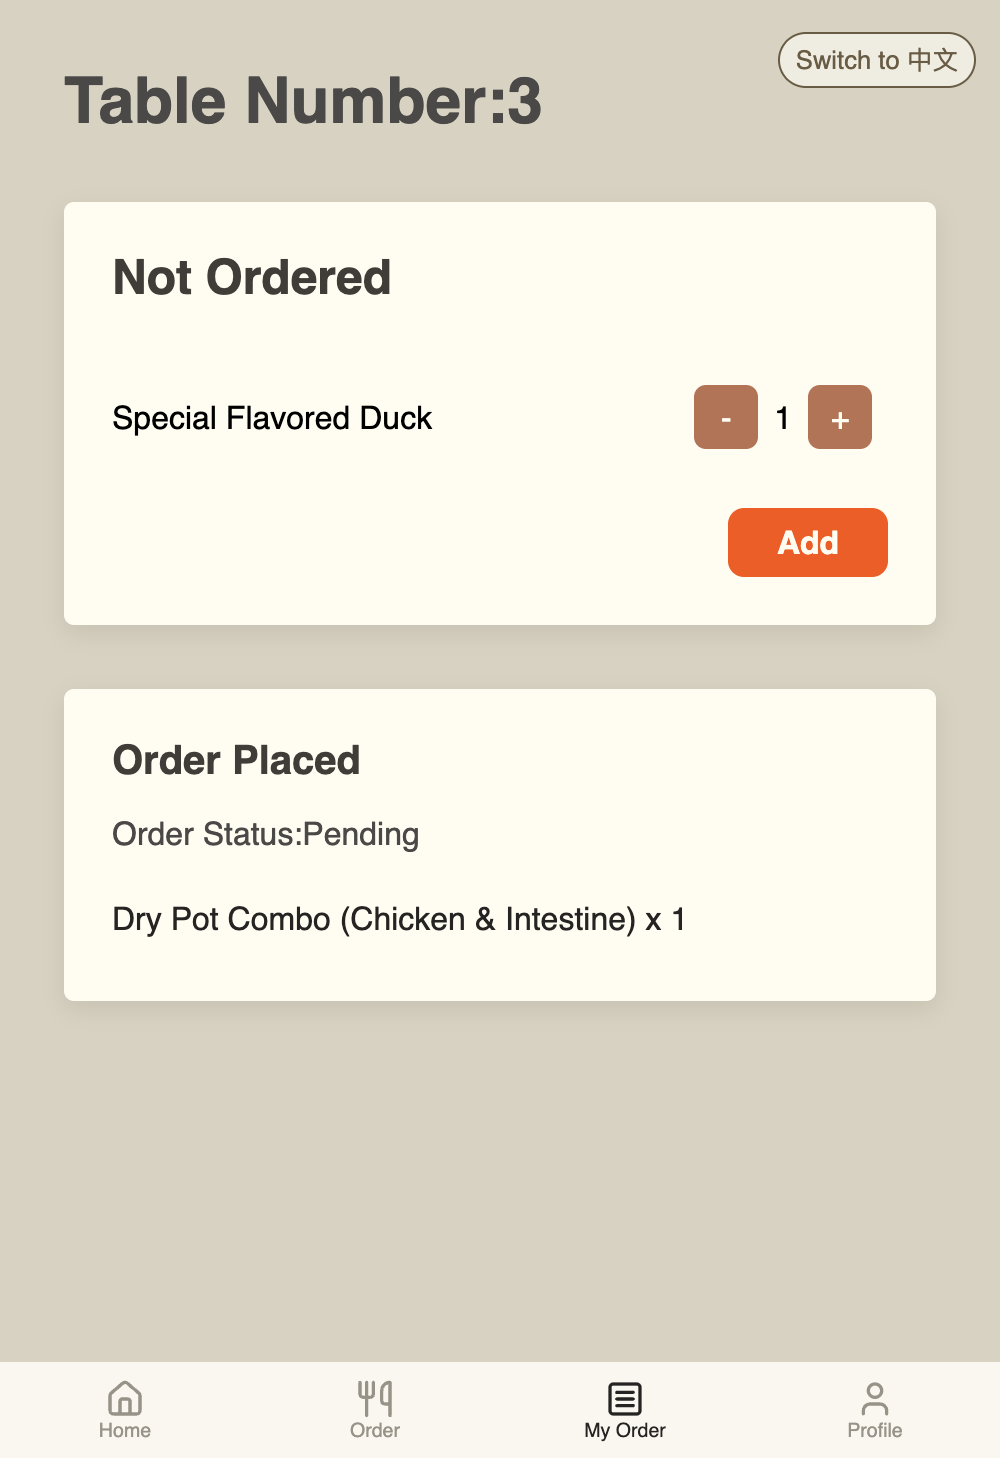 Switch to 中文
Table Number:3
Not Ordered
Special Flavored Duck - 1 +
Add
Order Placed
Order Status:Pending
Dry Pot Combo (Chicken & Intestine) x 1
Home Order My Order Profile